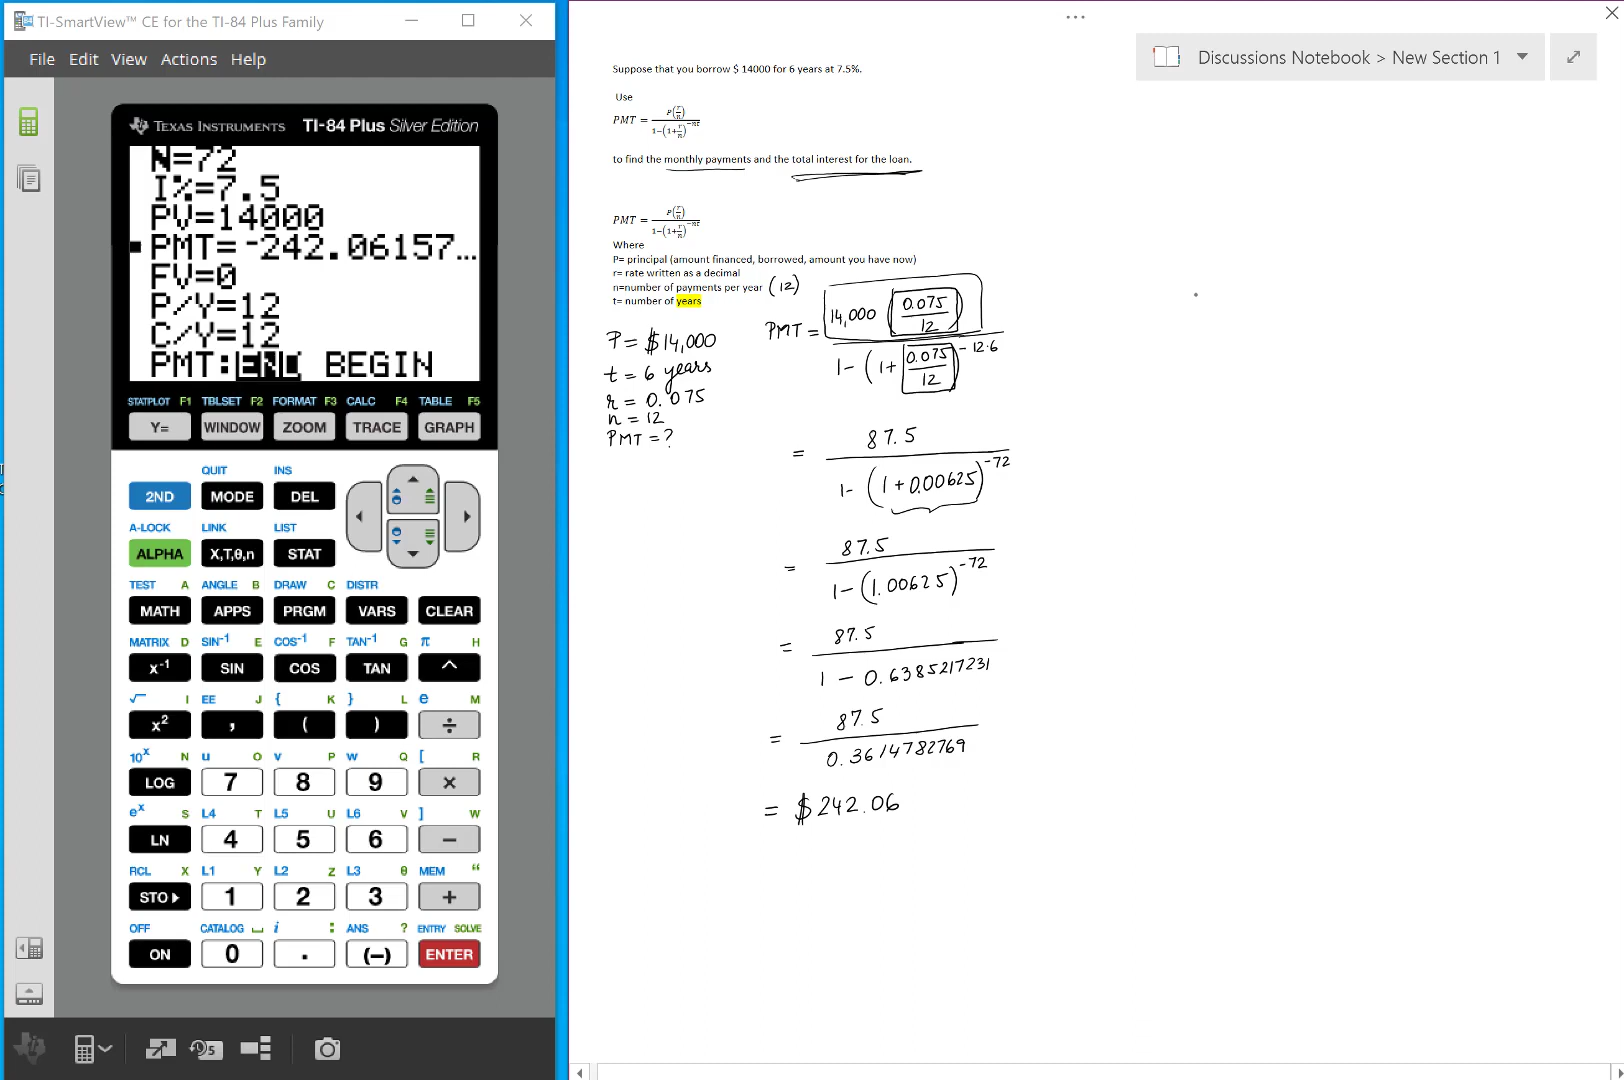 TI-SmartView™ CE for the TI-84 Plus Family
File Edit View Actions Help
TEXAS INSTRUMENTS TI-84 Plus Silver Edition
N=72
I%=7.5
PV=14000
PMT=-242.06157…
FV=0
P/Y=12
C/Y=12
PMT:END BEGIN
STATPLOT F1 TBLSET F2 FORMAT F3 CALC F4 TABLE F5
Y= WINDOW ZOOM TRACE GRAPH
QUIT INS
2ND MODE DEL
A-LOCK LINK LIST
ALPHA X,T,θ,n STAT
TEST A ANGLE B DRAW C DISTR
MATH APPS PRGM VARS CLEAR
MATRIX D SIN⁻¹ E COS⁻¹ F TAN⁻¹ G π H
x⁻¹ SIN COS TAN ^
√ I EE J { K } L e M
x² , ( ) ÷
10ˣ N u O v P w Q [ R
LOG 7 8 9 ×
eˣ S L4 T L5 U L6 V ] W
LN 4 5 6 −
RCL X L1 Y L2 Z L3 θ MEM “
STO▸ 1 2 3 +
OFF CATALOG ⎵ i : ANS ? ENTRY SOLVE
ON 0 . (−) ENTER
Discussions Notebook > New Section 1
Suppose that you borrow $ 14000 for 6 years at 7.5%.
Use
PMT = P(r/n) / 1−(1+r/n)^−nt
to find the monthly payments and the total interest for the loan.
PMT = P(r/n) / 1−(1+r/n)^−nt
Where
P= principal (amount financed, borrowed, amount you have now)
r= rate written as a decimal
n=number of payments per year (12)
t= number of years
P = $14,000
t = 6 years
r = 0.075
n = 12
PMT = ?
PMT = 14,000 (0.075/12) / 1 − (1 + 0.075/12)^−12·6
= 87.5 / 1 − (1 + 0.00625)^−72
= 87.5 / 1 − (1.00625)^−72
= 87.5 / 1 − 0.6385217231
= 87.5 / 0.3614782769
= $242.06